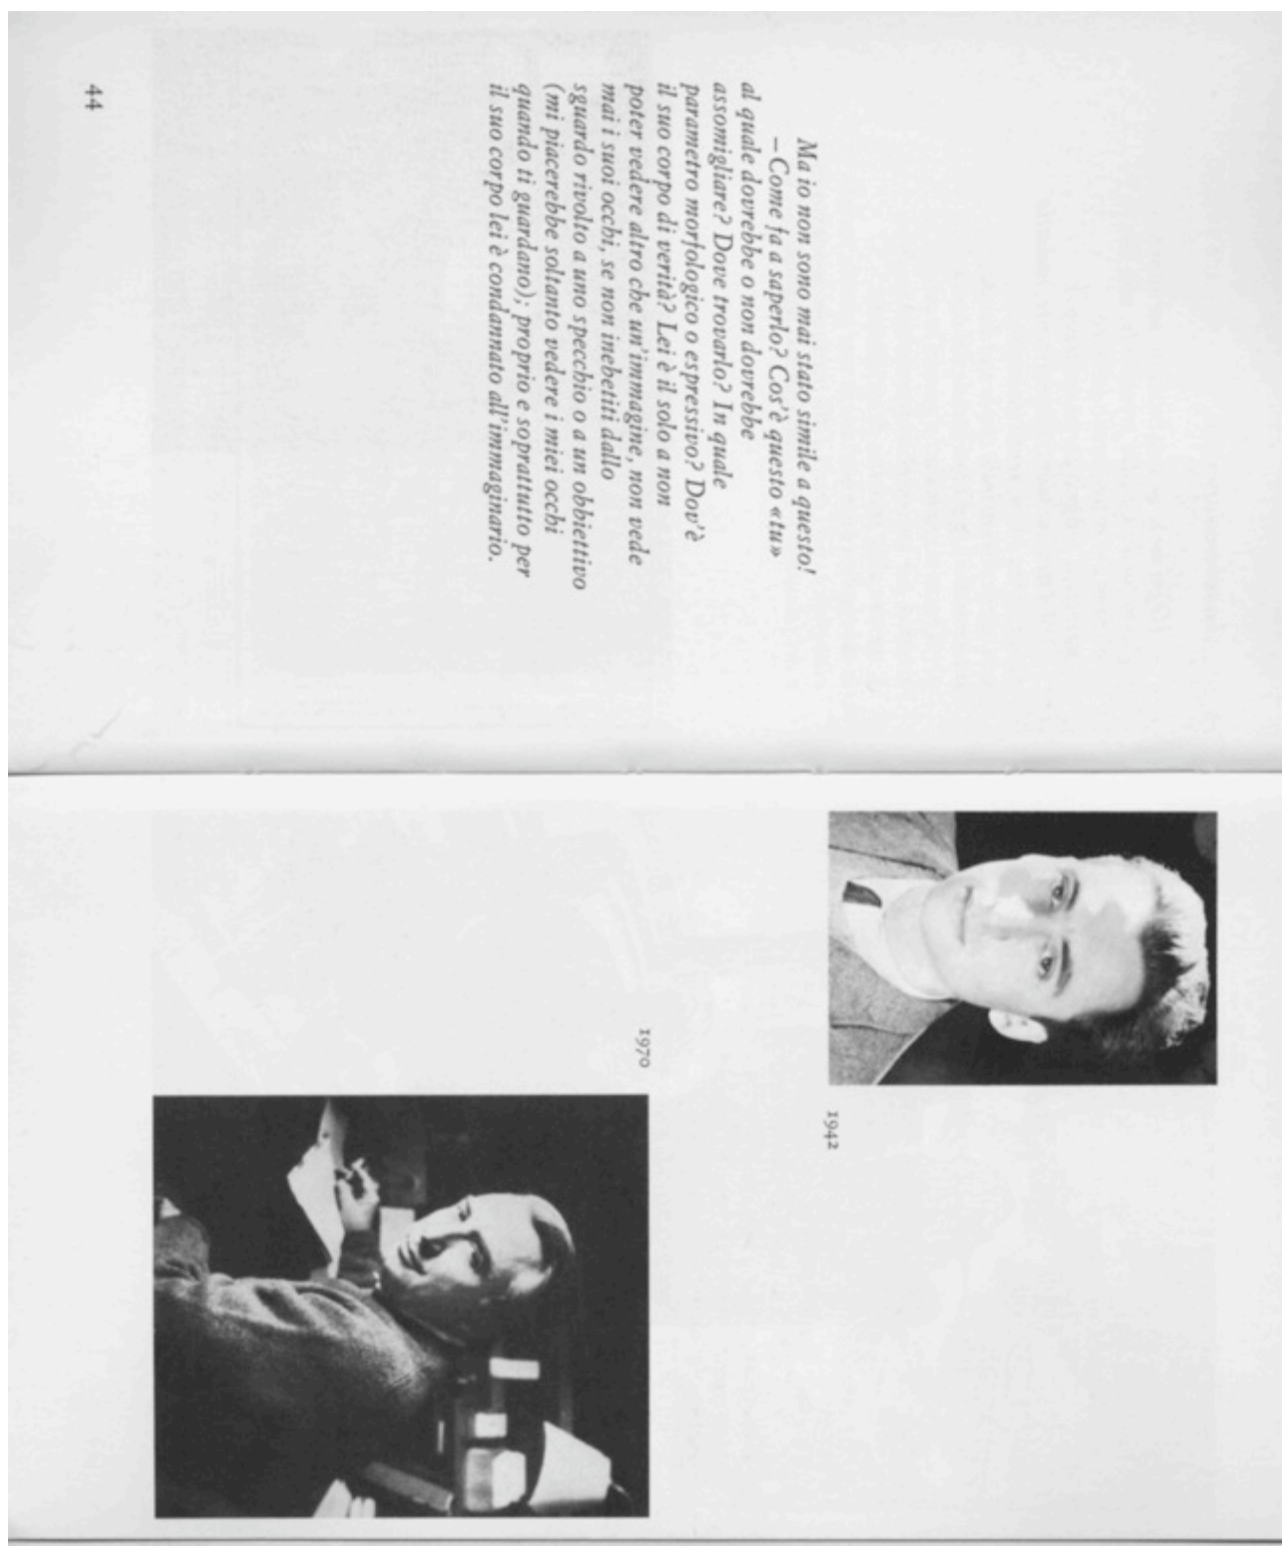 Ma io non sono mai stato simile a questo!
– Come fa a saperlo? Cos'è questo «tu»
al quale dovrebbe o non dovrebbe
assomigliare? Dove trovarlo? In quale
parametro morfologico o espressivo? Dov'è
il suo corpo di verità? Lei è il solo a non
poter vedere altro che un'immagine, non vede
mai i suoi occhi, se non inebetiti dallo
sguardo rivolto a uno specchio o a un obbiettivo
(mi piacerebbe soltanto vedere i miei occhi
quando ti guardano); proprio e soprattutto per
il suo corpo lei è condannato all'immaginario.
44
1942
1970